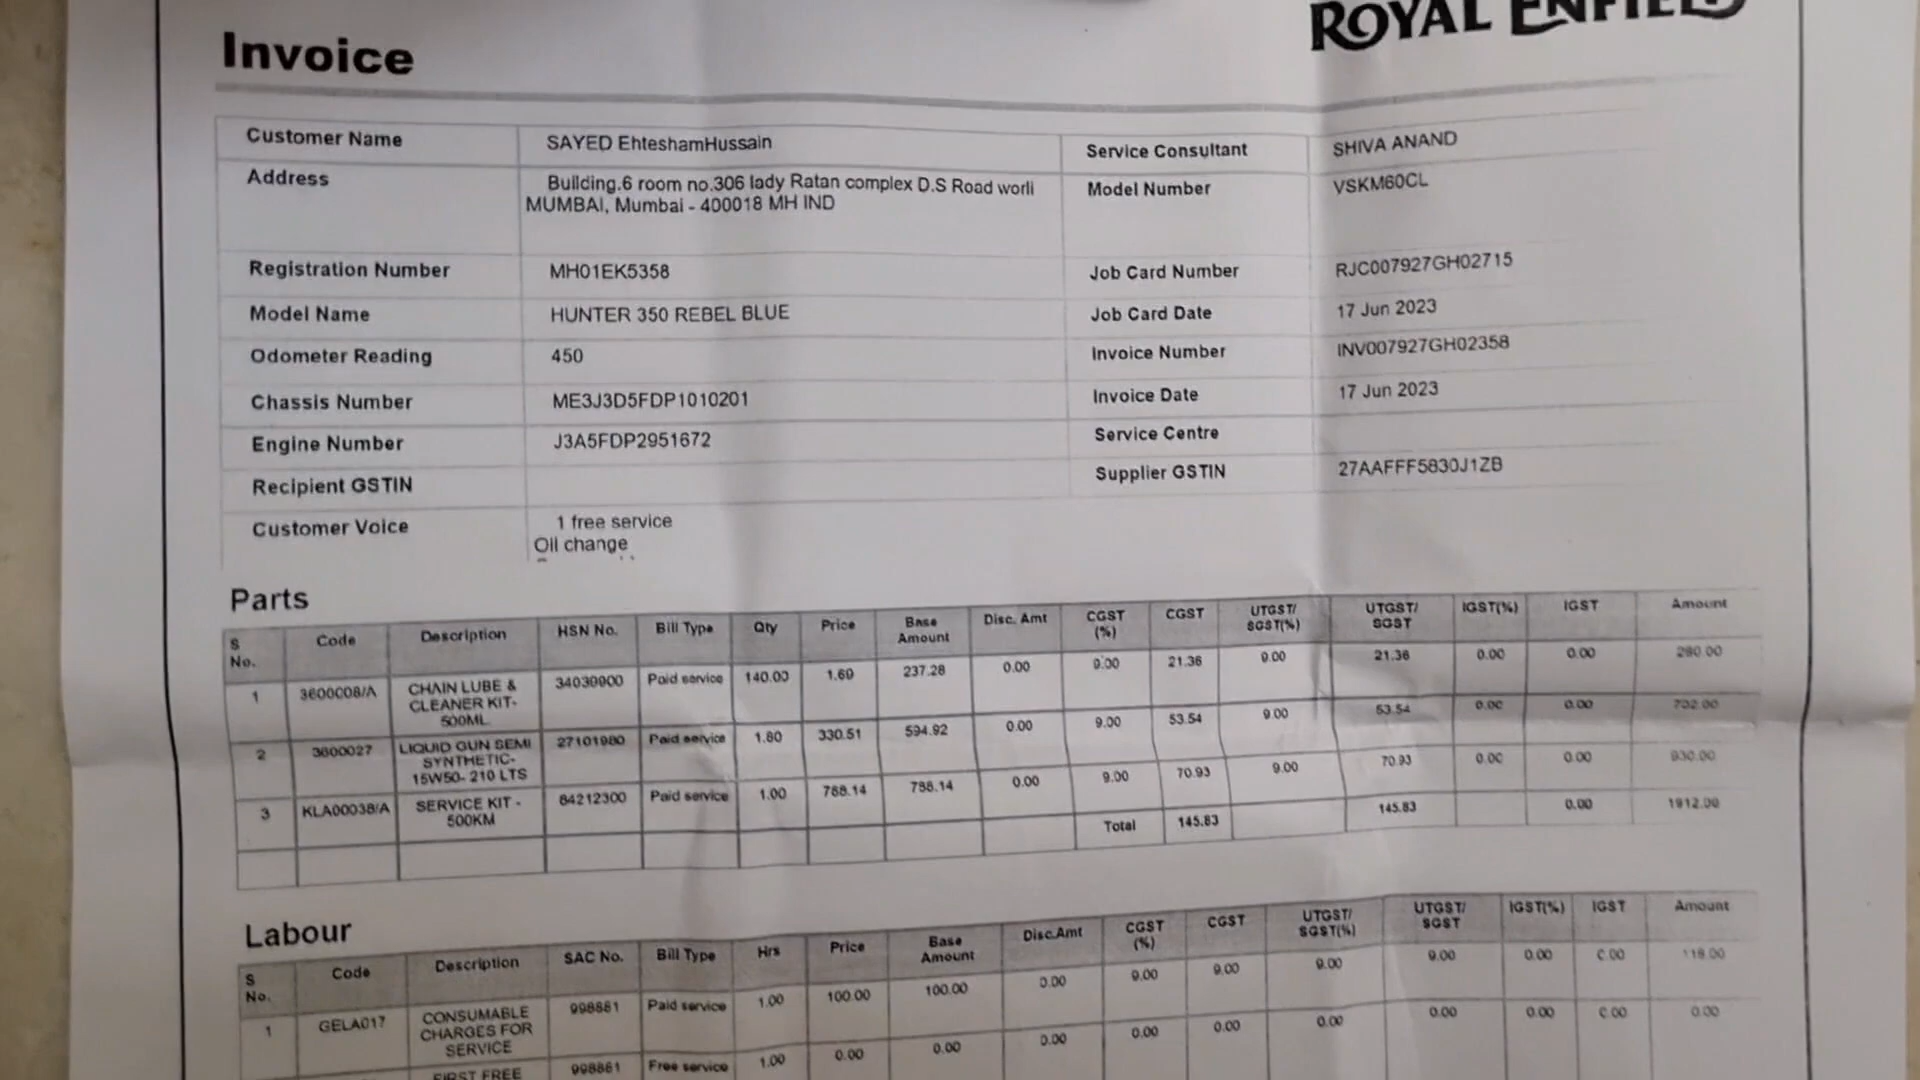 ROYAL ENFIELD
Invoice
Customer Name SAYED EhteshamHussain Service Consultant SHIVA ANAND
Address Building.6 room no.306 lady Ratan complex D.S Road worli Model Number VSKM60CL
MUMBAI, Mumbai - 400018 MH IND
Registration Number MH01EK5358 Job Card Number RJC007927GH02715
Model Name HUNTER 350 REBEL BLUE Job Card Date 17 Jun 2023
Odometer Reading 450 Invoice Number INV007927GH02358
Chassis Number ME3J3D5FDP1010201 Invoice Date 17 Jun 2023
Engine Number J3A5FDP2951672 Service Centre
Recipient GSTIN Supplier GSTIN 27AAFFF5830J1ZB
Customer Voice 1 free service
Oil change
Parts
S No. Code Description HSN No. Bill Type Qty Price Base Amount Disc. Amt CGST (%) CGST UTGST/ SGST(%) UTGST/ SGST IGST(%) IGST Amount
1 3600008/A CHAIN LUBE & Paid service 140.00 1.69 237.28 0.00 9.00 21.36 9.00 21.36 0.00 0.00 280.00
CLEANER KIT-
500ML
2 3600027 LIQUID GUN SEMI 27101980 Paid service 1.80 330.51 594.92 0.00 9.00 53.54 9.00 53.54 0.00 0.00 702.00
SYNTHETIC-
15W50- 210 LTS
3 KLA00038/A SERVICE KIT - 84212300 Paid service 1.00 788.14 788.14 0.00 9.00 70.93 9.00 70.93 0.00 0.00 930.00
500KM
Total 145.83 145.83 0.00 1912.00
Labour
S No. Code Description SAC No. Bill Type Hrs Price Base Amount Disc.Amt CGST (%) CGST UTGST/ SGST(%) UTGST/ SGST IGST(%) IGST Amount
1 GELA017 CONSUMABLE 998881 Paid service 1.00 100.00 100.00 0.00 9.00 9.00 9.00 9.00 0.00 0.00 118.00
CHARGES FOR
SERVICE
FIRST FREE 998881 Free service 1.00 0.00 0.00 0.00 0.00 0.00 0.00 0.00 0.00 0.00 0.00